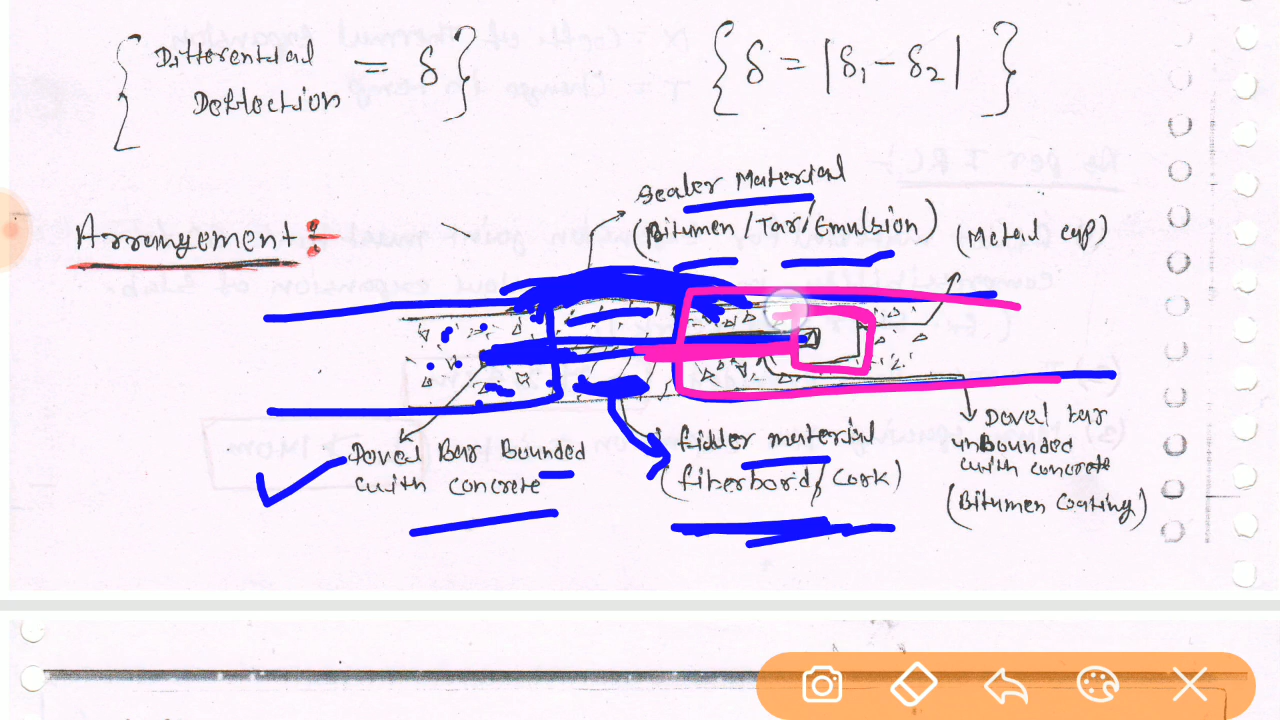 Differential
Deflection = δ
δ = |δ₁ - δ₂|
Arrangement :-
Sealer Material
(Bitumen / Tar / Emulsion)
(Metal cap)
Dowel Bar Bounded
with concrete
filler material
(fiberbord / Cork)
Dowel bar
unbounded
with concrete
(Bitumen Coating)